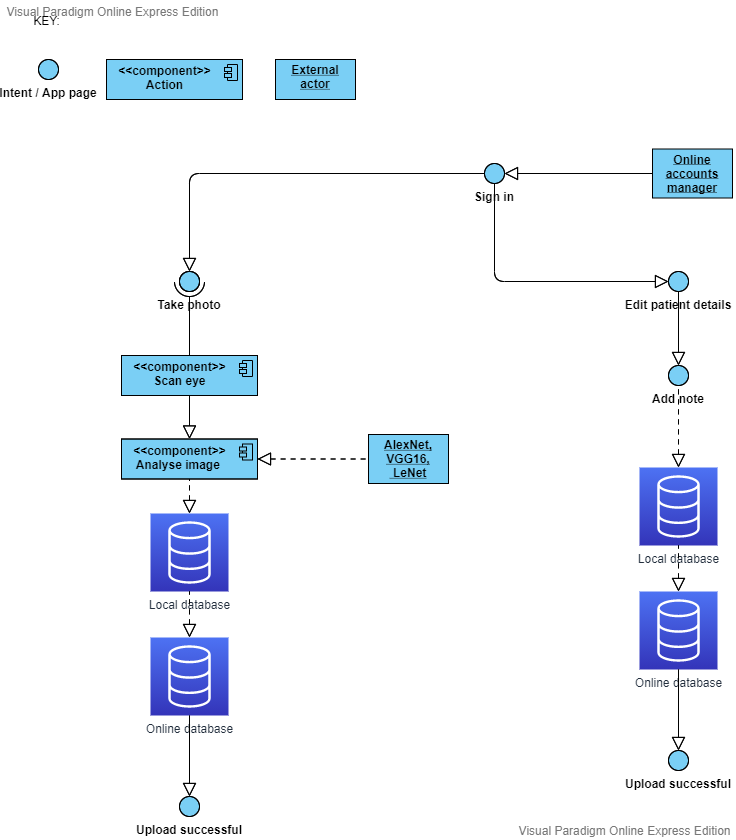 Visual Paradigm Online Express Edition
KEY:
Intent / App page
<<component>>
Action
External
actor
Online
accounts
manager
Sign in
Take photo
Edit patient details
<<component>>
Scan eye
Add note
<<component>>
Analyse image
AlexNet,
VGG16,
LeNet
Local database
Local database
Online database
Online database
Upload successful
Upload successful
Visual Paradigm Online Express Edition